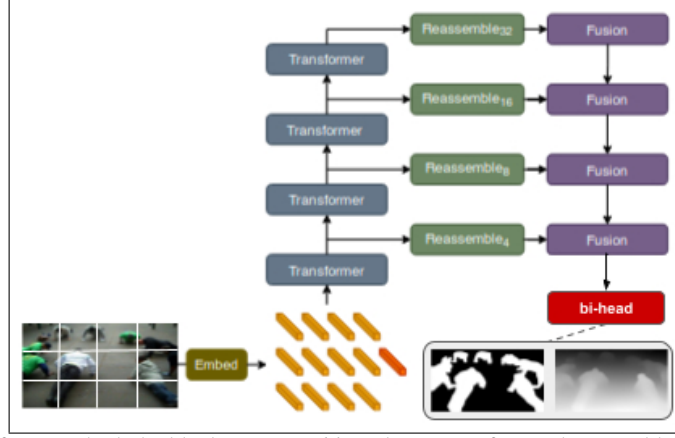 Reassemble₃₂
Fusion
Transformer
Reassemble₁₆
Fusion
Transformer
Reassemble₈
Fusion
Transformer
Reassemble₄
Fusion
Transformer
bi-head
Embed